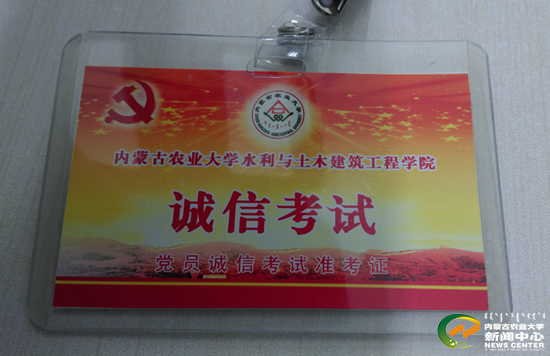 内蒙古农业大学水利与土木建筑工程学院
诚信考试
党员诚信考试准考证
内蒙古农业大学
新闻中心
NEWS CENTER